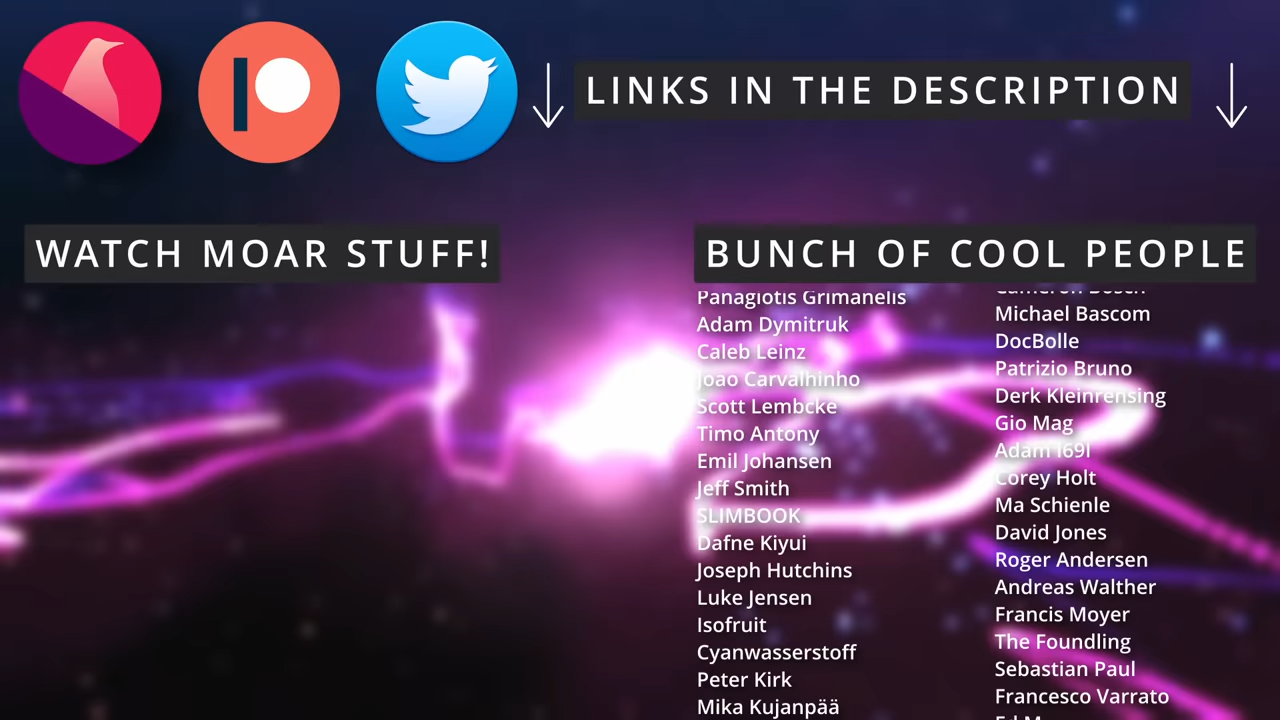 LINKS IN THE DESCRIPTION
WATCH MOAR STUFF!
BUNCH OF COOL PEOPLE
Panagiotis Grimanelis
Adam Dymitruk
Caleb Leinz
Joao Carvalhinho
Scott Lembcke
Timo Antony
Emil Johansen
Jeff Smith
SLIMBOOK
Dafne Kiyui
Joseph Hutchins
Luke Jensen
Isofruit
Cyanwasserstoff
Peter Kirk
Mika Kujanpää
Cameron Bosch
Michael Bascom
DocBolle
Patrizio Bruno
Derk Kleinrensing
Gio Mag
Adam
Corey Holt
Ma Schienle
David Jones
Roger Andersen
Andreas Walther
Francis Moyer
The Foundling
Sebastian Paul
Francesco Varrato